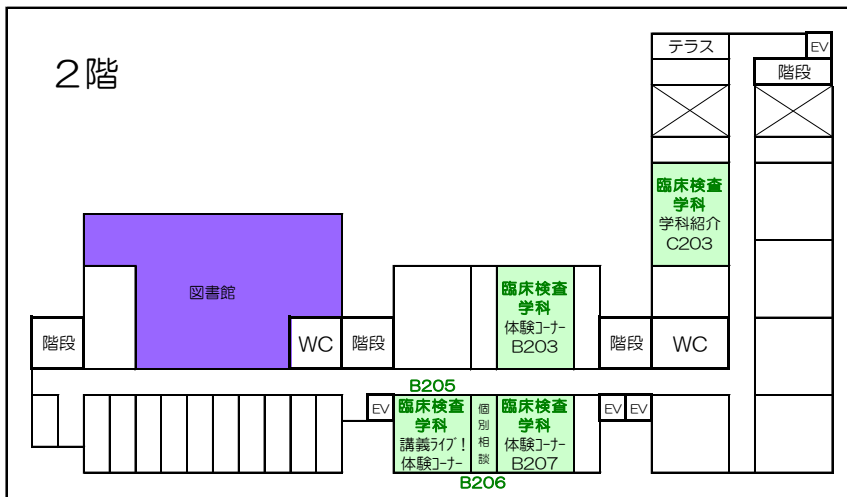 2階
テラス
EV
階段
臨床検査
学科
学科紹介
C203
図書館
臨床検査
学科
体験コーナー
B203
階段
WC
階段
階段
WC
B205
EV
臨床検査
学科
講義ライブ!
体験コーナー
個別相談
臨床検査
学科
体験コーナー
B207
EV
EV
B206